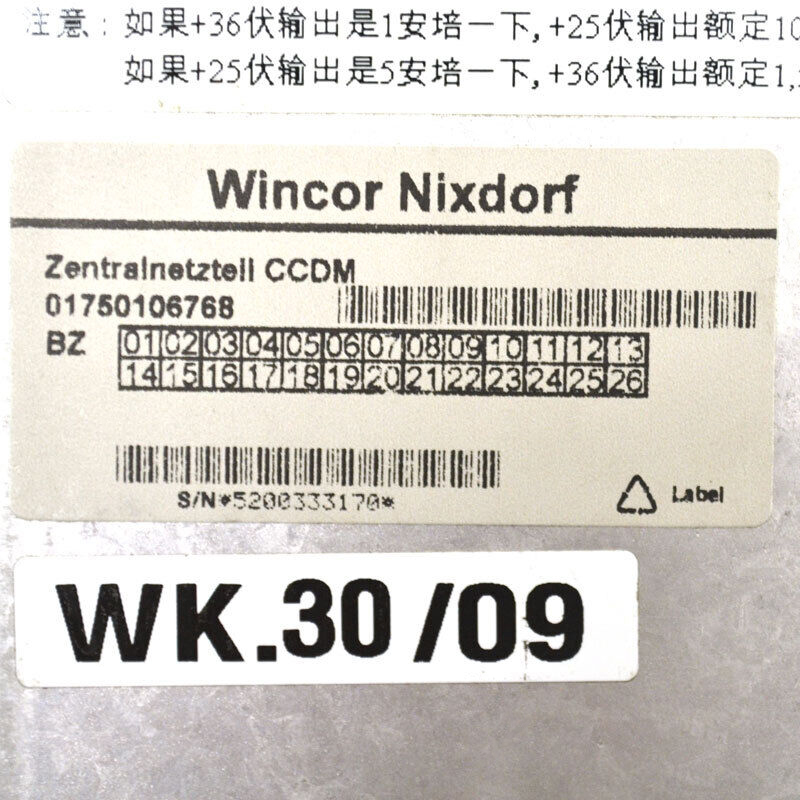 注意：如果+36伏输出是1安培一下,+25伏输出额定10
如果+25伏输出是5安培一下,+36伏输出额定1,
Wincor Nixdorf
Zentralnetzteil CCDM
01750106768
BZ 01 02 03 04 05 06 07 08 09 10 11 12 13
14 15 16 17 18 19 20 21 22 23 24 25 26
S/N*5200333170*
Label
WK.30/09